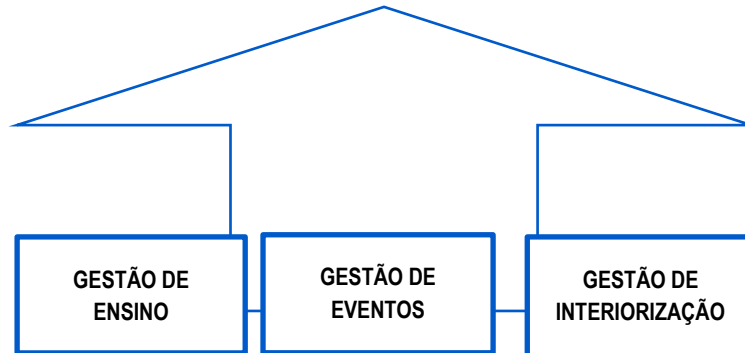 GESTÃO DE
ENSINO
GESTÃO DE
EVENTOS
GESTÃO DE
INTERIORIZAÇÃO